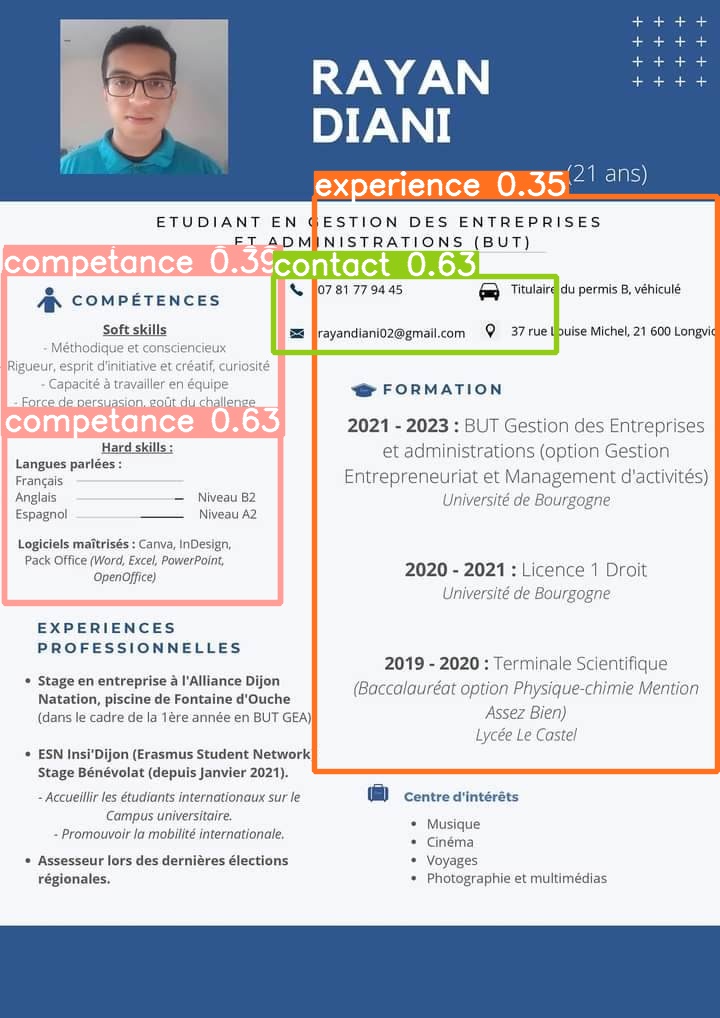 RAYAN
DIANI
(21 ans)
experience 0.35
ETUDIANT EN GESTION DES ENTREPRISES
ET ADMINISTRATIONS (BUT)
competance 0.39
contact 0.63
07 81 77 94 45
Titulaire du permis B, véhiculé
rayandiani02@gmail.com
37 rue Louise Michel, 21 600 Longvic
COMPÉTENCES
Soft skills
- Méthodique et consciencieux
Rigueur, esprit d'initiative et créatif, curiosité
- Capacité à travailler en équipe
- Force de persuasion, goût du challenge
competance 0.63
Hard skills :
Langues parlées :
Français
Anglais Niveau B2
Espagnol Niveau A2
Logiciels maîtrisés : Canva, InDesign,
Pack Office (Word, Excel, PowerPoint,
OpenOffice)
EXPERIENCES
PROFESSIONNELLES
• Stage en entreprise à l'Alliance Dijon
Natation, piscine de Fontaine d'Ouche
(dans le cadre de la 1ère année en BUT GEA)
• ESN Insi'Dijon (Erasmus Student Network
Stage Bénévolat (depuis Janvier 2021).
- Accueillir les étudiants internationaux sur le
Campus universitaire.
- Promouvoir la mobilité internationale.
• Assesseur lors des dernières élections
régionales.
FORMATION
2021 - 2023 : BUT Gestion des Entreprises
et administrations (option Gestion
Entrepreneuriat et Management d'activités)
Université de Bourgogne
2020 - 2021 : Licence 1 Droit
Université de Bourgogne
2019 - 2020 : Terminale Scientifique
(Baccalauréat option Physique-chimie Mention
Assez Bien)
Lycée Le Castel
Centre d'intérêts
• Musique
• Cinéma
• Voyages
• Photographie et multimédias